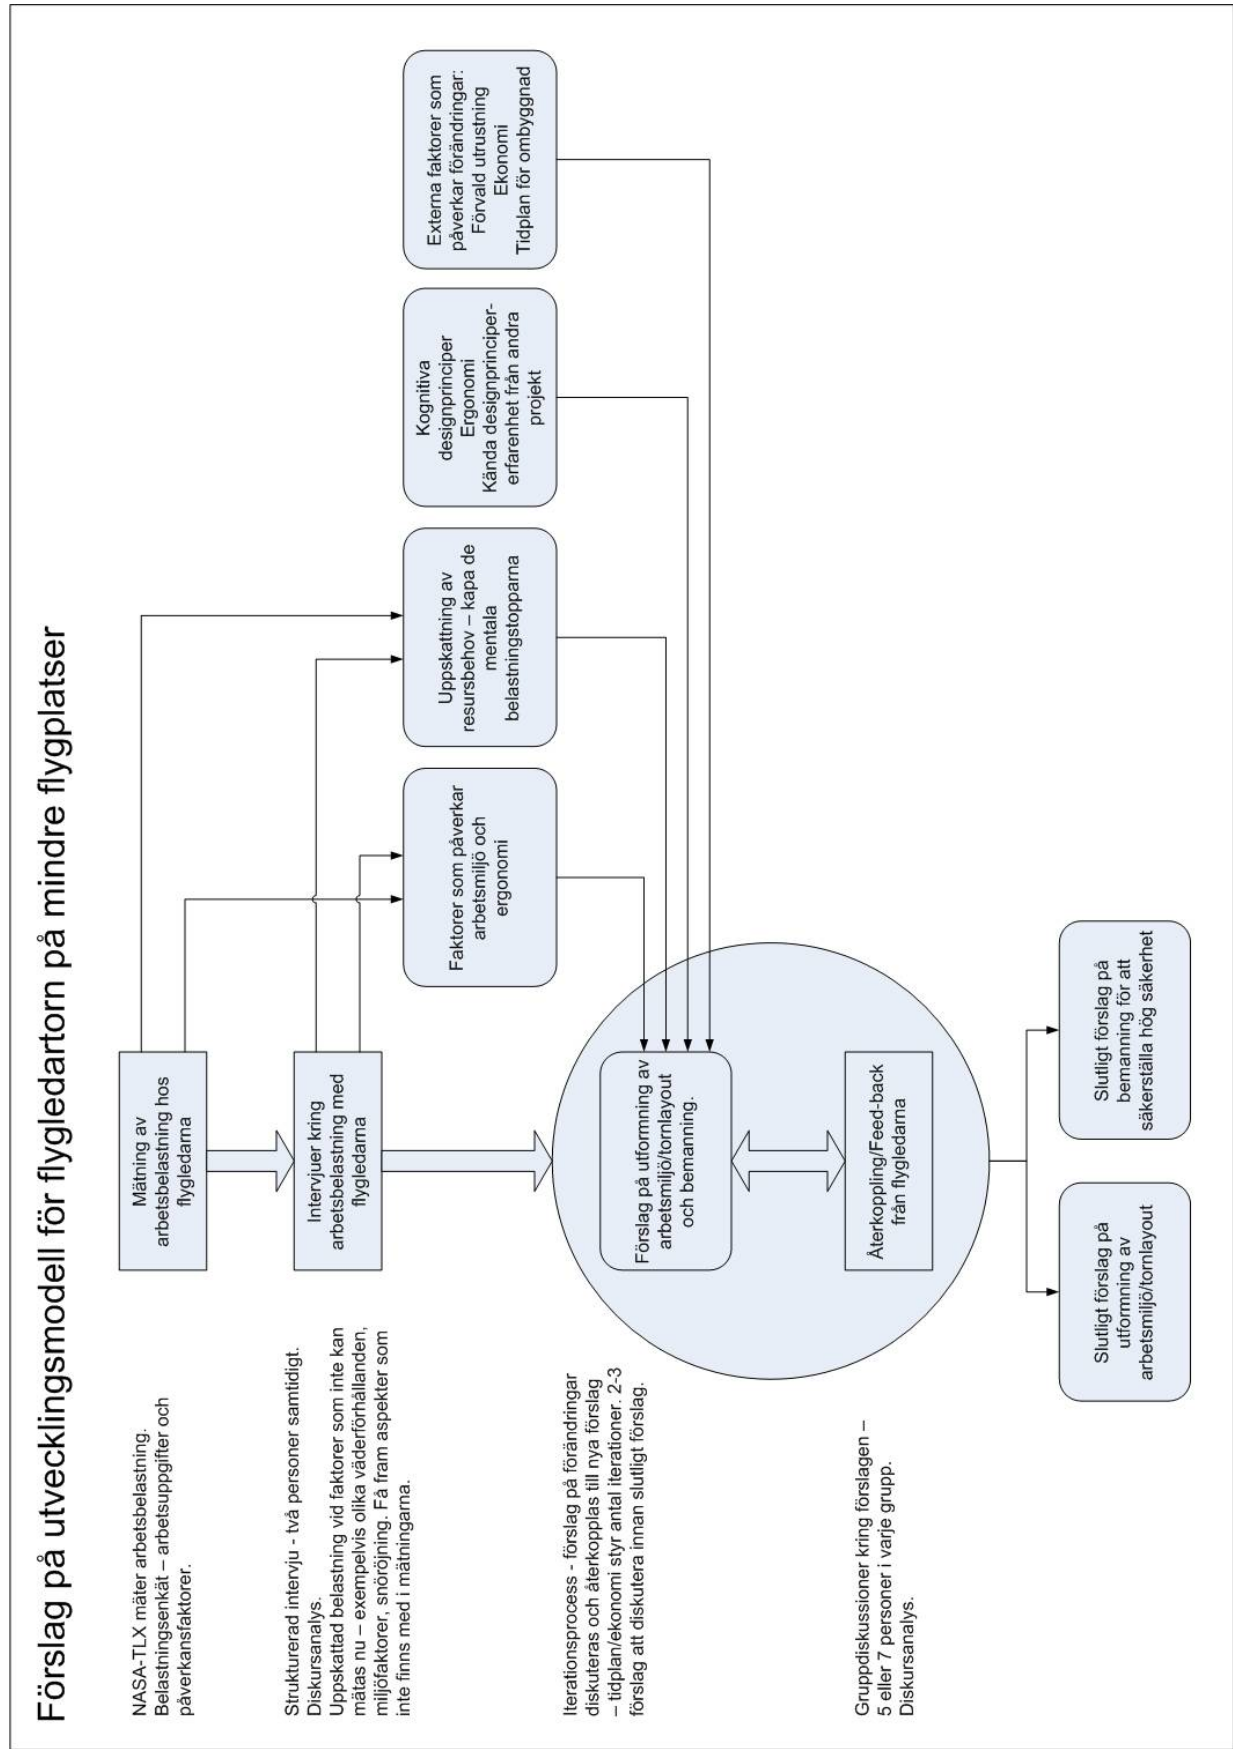 Förslag på utvecklingsmodell för flygledartorn på mindre flygplatser
NASA-TLX mäter arbetsbelastning.
Belastningsenkät – arbetsuppgifter och
påverkansfaktorer.
Mätning av
arbetsbelastning hos
flygledarna
Strukturerad intervju - två personer samtidigt.
Diskursanalys.
Uppskattad belastning vid faktorer som inte kan
mätas nu – exempelvis olika väderförhållanden,
miljöfaktorer, snöröjning. Få fram aspekter som
inte finns med i mätningarna.
Intervjuer kring
arbetsbelastning med
flygledarna
Faktorer som påverkar
arbetsmiljö och
ergonomi
Uppskattning av
resursbehov – kapa de
mentala
belastningstopparna
Kognitiva
designprinciper
Ergonomi
Kända designprinciper-
erfarenhet från andra
projekt
Externa faktorer som
påverkar förändringar:
Förvald utrustning
Ekonomi
Tidplan för ombyggnad
Iterationsprocess - förslag på förändringar
diskuteras och återkopplas till nya förslag
– tidplan/ekonomi styr antal iterationer. 2-3
förslag att diskutera innan slutligt förslag.
Förslag på utformning av
arbetsmiljö/tornlayout
och bemanning.
Gruppdiskussioner kring förslagen –
5 eller 7 personer i varje grupp.
Diskursanalys.
Återkoppling/Feed-back
från flygledarna
Slutligt förslag på
utformning av
arbetsmiljö/tornlayout
Slutligt förslag på
bemanning för att
säkerställa hög säkerhet